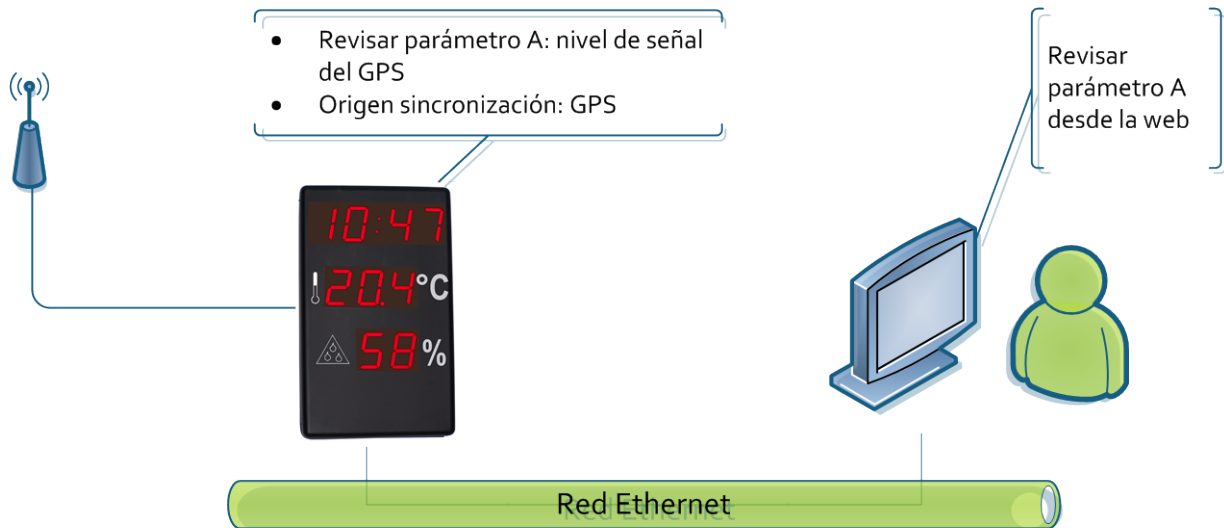 • Revisar parámetro A: nivel de señal
del GPS
• Origen sincronización: GPS
Revisar
parámetro A
desde la web
10:47
20.4°C
58%
Red Ethernet